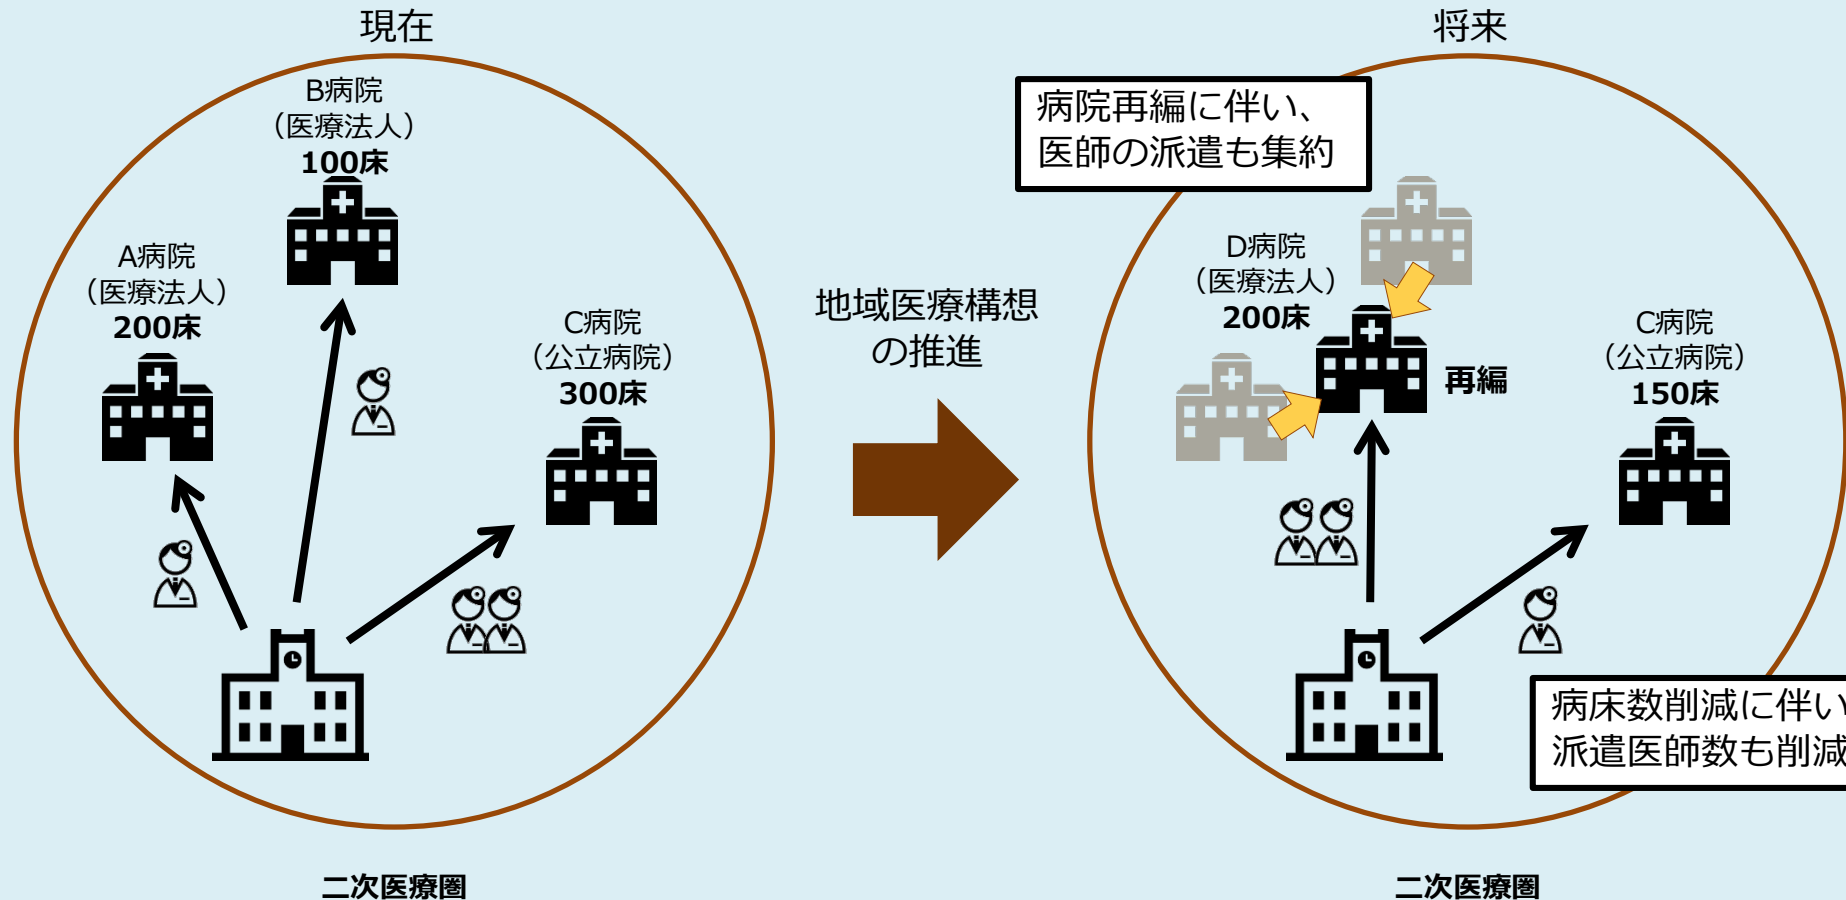 現在
B病院
（医療法人）
100床
A病院
（医療法人）
200床
C病院
（公立病院）
300床
二次医療圏
地域医療構想
の推進
将来
病院再編に伴い、
医師の派遣も集約
D病院
（医療法人）
200床
再編
C病院
（公立病院）
150床
病床数削減に伴い
派遣医師数も削減
二次医療圏